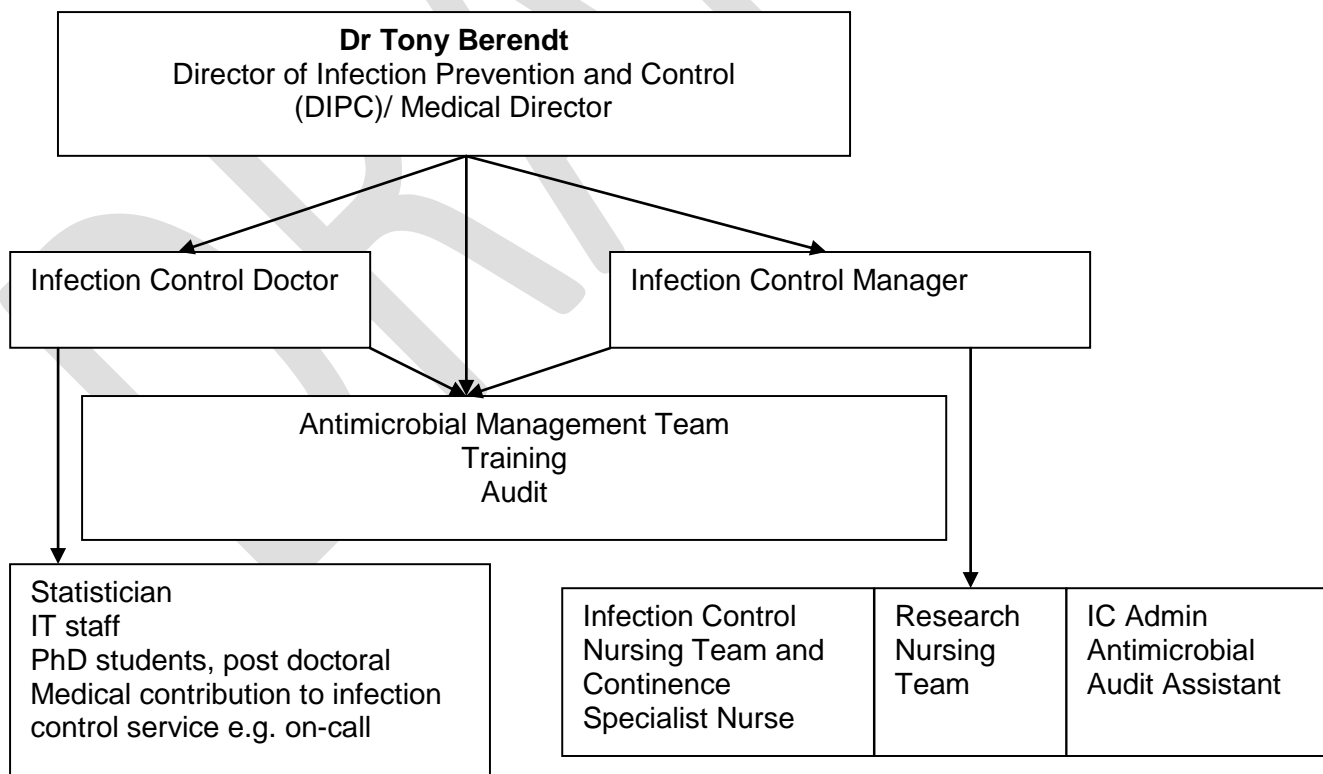 Dr Tony Berendt
Director of Infection Prevention and Control
(DIPC)/ Medical Director
Infection Control Doctor
Infection Control Manager
Antimicrobial Management Team
Training
Audit
Statistician
IT staff
PhD students, post doctoral
Medical contribution to infection
control service e.g. on-call
Infection Control
Nursing Team and
Continence
Specialist Nurse
Research
Nursing
Team
IC Admin
Antimicrobial
Audit Assistant